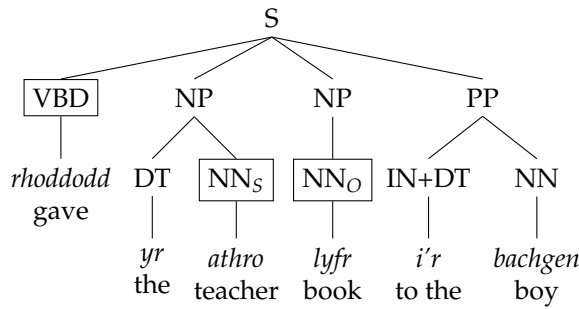 S
VBD NP NP PP
rhoddodd DT NN_S NN_O IN+DT NN
gave
yr athro lyfr i'r bachgen
the teacher book to the boy